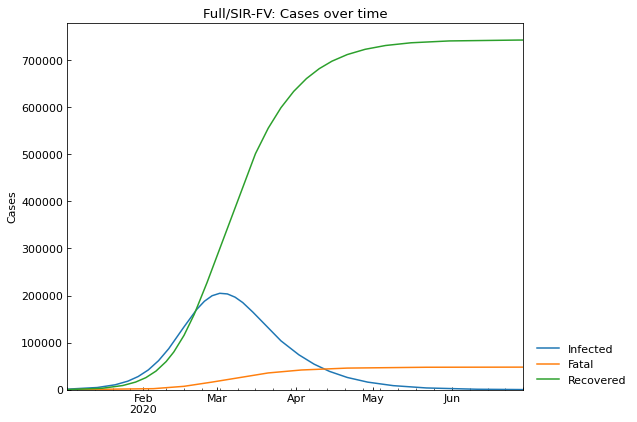 Full/SIR-FV: Cases over time
Cases
700000
600000
500000
400000
300000
200000
100000
0
Feb Mar Apr May Jun
2020
Infected
Fatal
Recovered